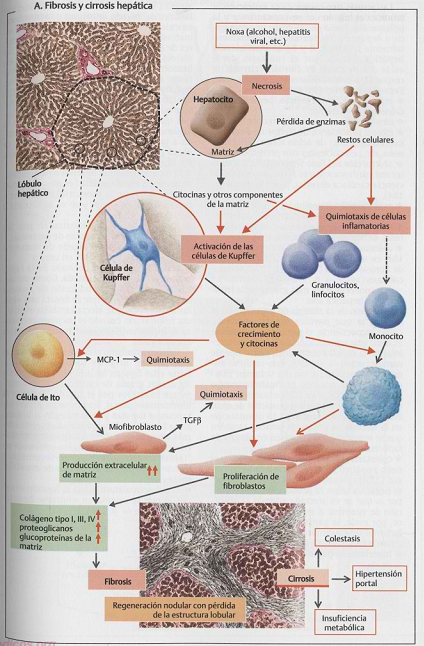 A. Fibrosis y cirrosis hepática
Noxa (alcohol, hepatitis
viral, etc.)
Necrosis
Hepatocito
Pérdida de enzimas
Restos celulares
Matriz
Lóbulo
hepático
Citocinas y otros componentes
de la matriz
Quimiotaxis de células
inflamatorias
Activación de las
células de Kupffer
Célula de
Kupffer
Granulocitos,
linfocitos
Monocito
Factores de
crecimiento
y citocinas
MCP-1
Quimiotaxis
Célula de Ito
Quimiotaxis
TGFβ
Miofibroblasto
Producción extracelular
de matriz
Proliferación de
fibroblastos
Colágeno tipo I, III, IV
proteoglicanos
glucoproteínas de la
matriz
Colestasis
Fibrosis
Cirrosis
Hipertensión
portal
Regeneración nodular con pérdida
de la estructura lobular
Insuficiencia
metabólica